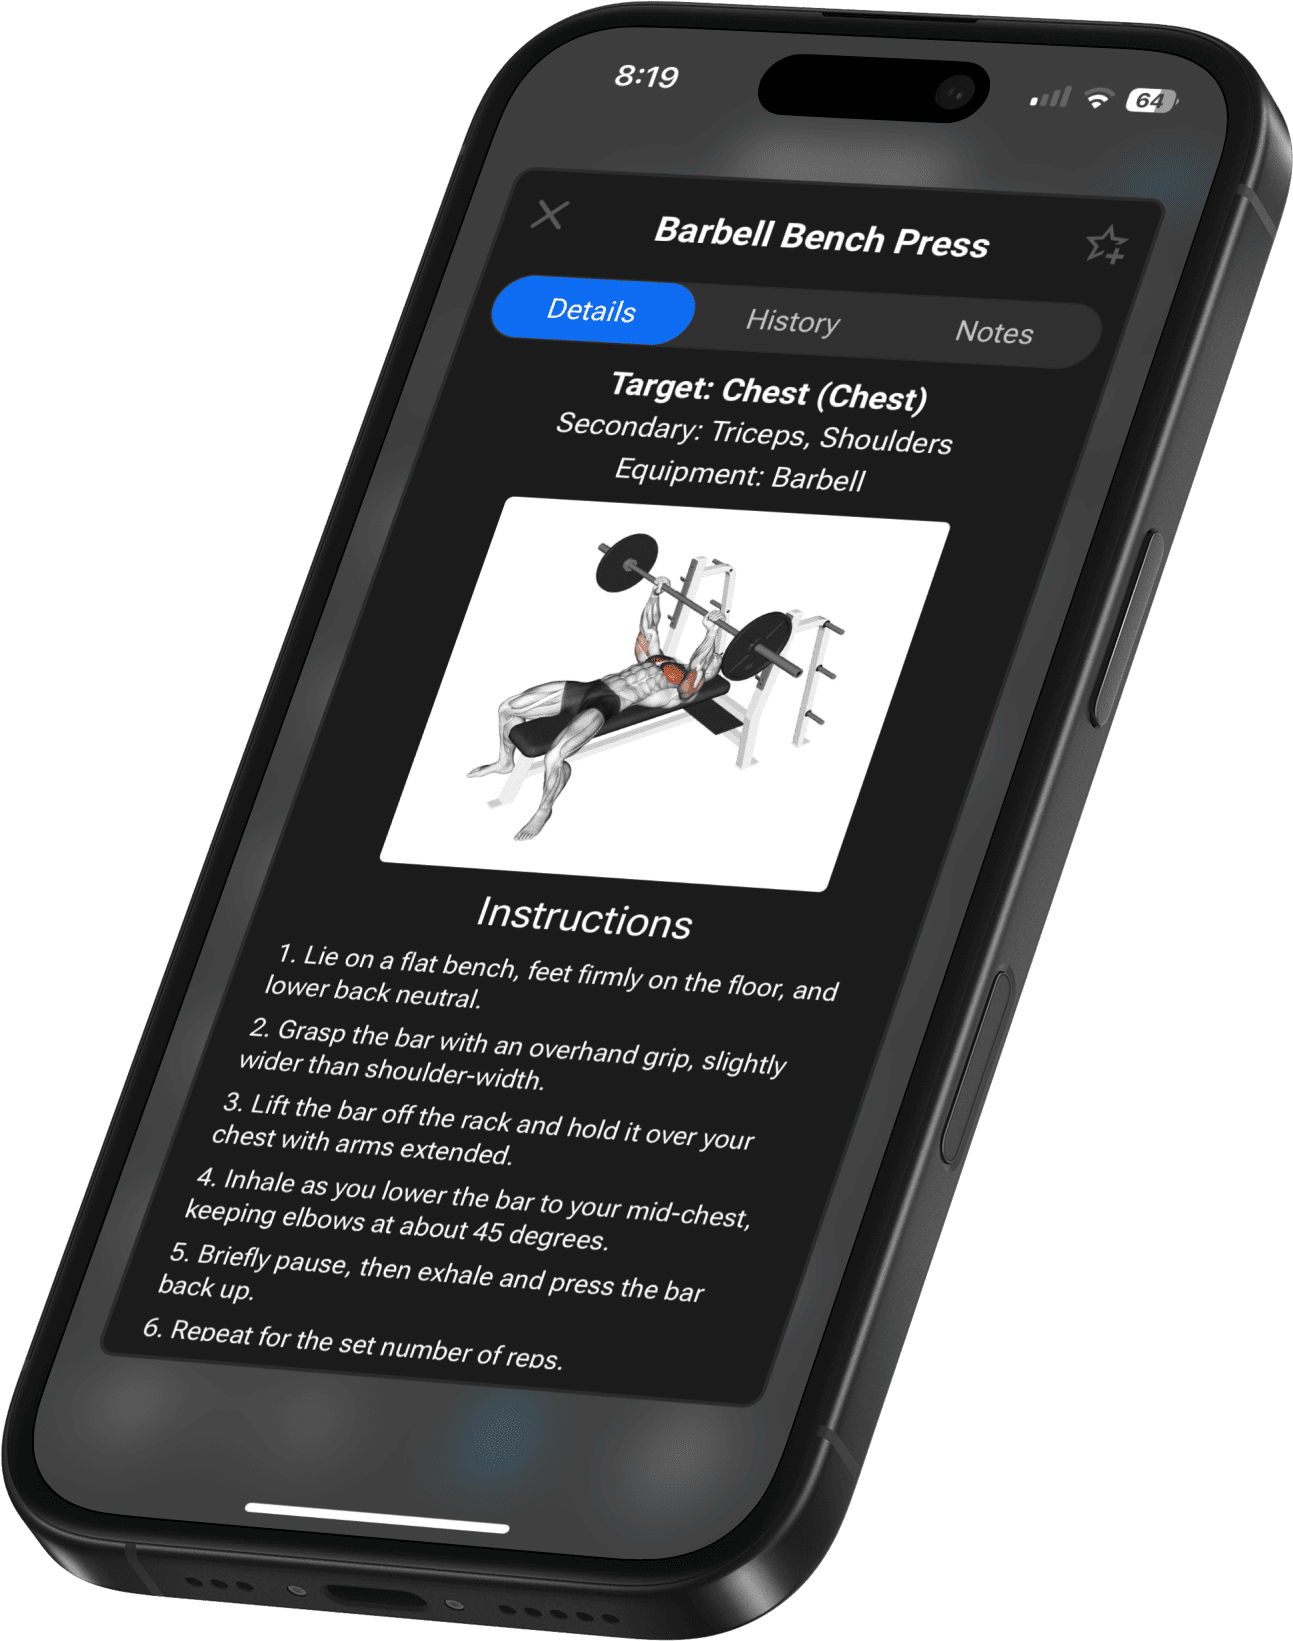 8:19
64
Barbell Bench Press
Details
History
Notes
Target: Chest (Chest)
Secondary: Triceps, Shoulders
Equipment: Barbell
Instructions
1. Lie on a flat bench, feet firmly on the floor, and
lower back neutral.
2. Grasp the bar with an overhand grip, slightly
wider than shoulder-width.
3. Lift the bar off the rack and hold it over your
chest with arms extended.
4. Inhale as you lower the bar to your mid-chest,
keeping elbows at about 45 degrees.
5. Briefly pause, then exhale and press the bar
back up.
6. Repeat for the set number of reps.